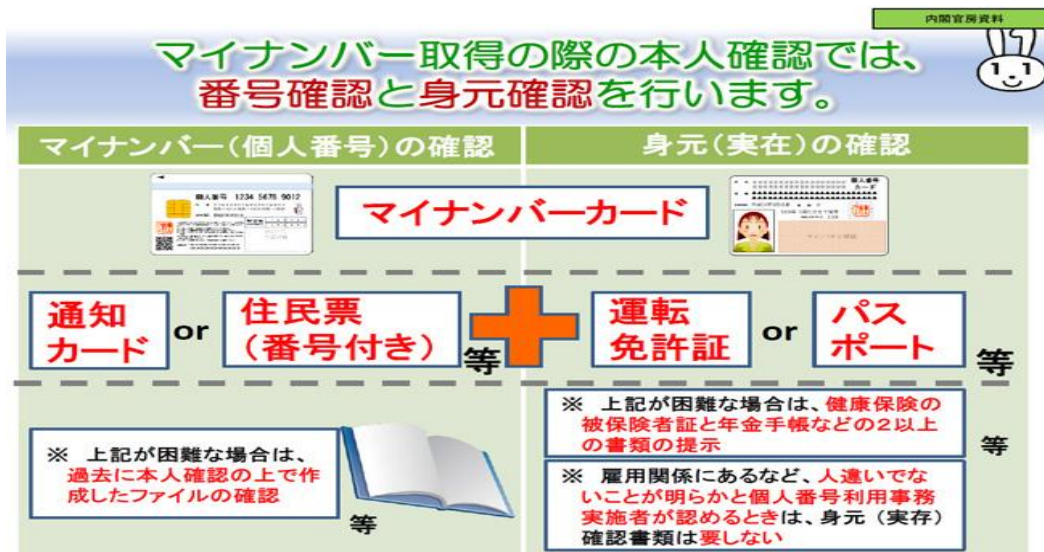 内閣官房資料
マイナンバー取得の際の本人確認では、
番号確認と身元確認を行います。
マイナンバー(個人番号)の確認
身元(実在)の確認
個人番号 1234 5678 9012
個人番号
カード
マイナンバーカード
通知
カード
or
住民票
(番号付き)
等
運転
免許証
or
パス
ポート
等
※ 上記が困難な場合は、
過去に本人確認の上で作
成したファイルの確認
等
※ 上記が困難な場合は、健康保険の
被保険者証と年金手帳などの2以上
の書類の提示
等
※ 雇用関係にあるなど、人違いでな
いことが明らかと個人番号利用事務
実施者が認めるときは、身元(実存)
確認書類は要しない